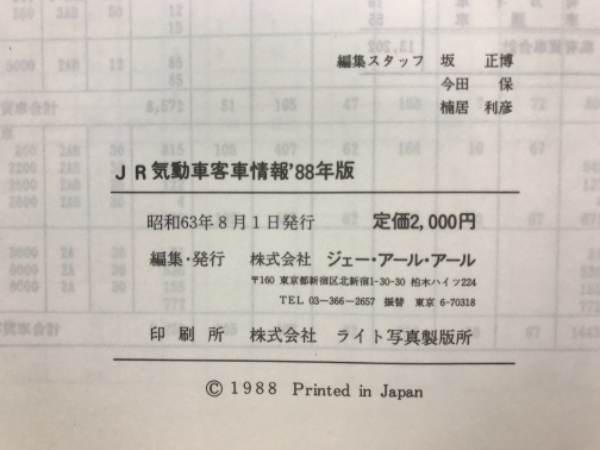 編集スタッフ 坂 正博
今田 保
楠居 利彦
JR気動車客車情報'88年版
昭和63年8月1日発行 定価2,000円
編集・発行 株式会社 ジェー・アール・アール
〒160 東京都新宿区北新宿1-30-30 柏木ハイツ224
TEL 03-366-2657 振替 東京 6-70318
印刷所 株式会社 ライト写真製版所
© 1988 Printed in Japan